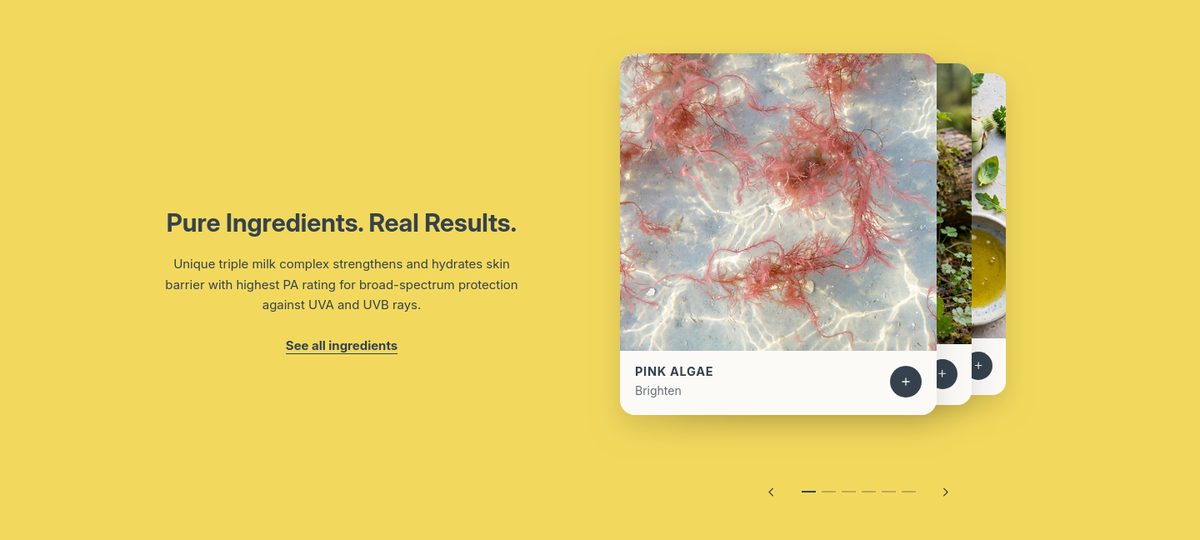 Pure Ingredients. Real Results.
Unique triple milk complex strengthens and hydrates skin
barrier with highest PA rating for broad-spectrum protection
against UVA and UVB rays.
See all ingredients
PINK ALGAE
Brighten